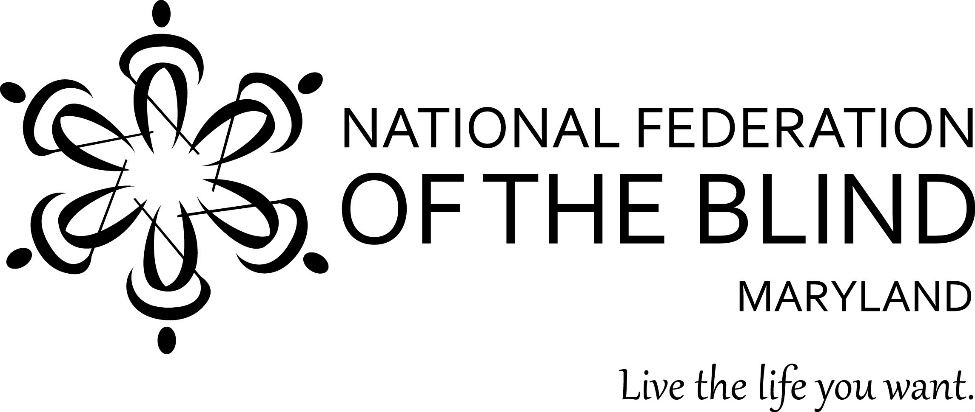 NATIONAL FEDERATION
OF THE BLIND
MARYLAND
Live the life you want.